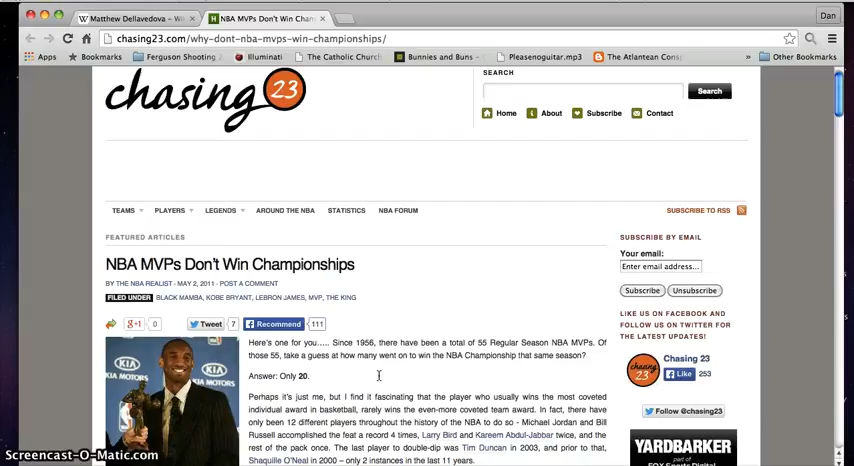 Matthew Dellavedova – Wi
NBA MVPs Don't Win Cham
Dan
chasing23.com/why-dont-nba-mvps-win-championships/
Apps
Bookmarks
Ferguson Shooting
Illuminati
The Catholic Church
Bunnies and Buns -
Pleasenoguitar.mp3
The Atlantean Consp
»
Other Bookmarks
chasing 23
SEARCH
Search
Home
About
Subscribe
Contact
TEAMS
PLAYERS
LEGENDS
AROUND THE NBA
STATISTICS
NBA FORUM
SUBSCRIBE TO RSS
FEATURED ARTICLES
NBA MVPs Don't Win Championships
BY THE NBA REALIST - MAY 2, 2011 - POST A COMMENT
FILED UNDER BLACK MAMBA, KOBE BRYANT, LEBRON JAMES, MVP, THE KING
g+1 0
Tweet 7
Recommend 111
KIA
KIA MOTORS
KIA
MOTORS
Here's one for you..... Since 1956, there have been a total of 55 Regular Season NBA MVPs. Of
those 55, take a guess at how many went on to win the NBA Championship that same season?
Answer: Only 20.
Perhaps it's just me, but I find it fascinating that the player who usually wins the most coveted
individual award in basketball, rarely wins the even-more coveted team award. In fact, there have
only been 12 different players throughout the history of the NBA to do so - Michael Jordan and Bill
Russell accomplished the feat a record 4 times, Larry Bird and Kareem Abdul-Jabbar twice, and the
rest of the pack once. The last player to double-dip was Tim Duncan in 2003, and prior to that,
Shaquille O'Neal in 2000 – only 2 instances in the last 11 years.
SUBSCRIBE BY EMAIL
Your email:
Enter email address...
Subscribe
Unsubscribe
LIKE US ON FACEBOOK AND
FOLLOW US ON TWITTER FOR
THE LATEST UPDATES!
chasing 23
Chasing 23
Like 253
Follow @chasing23
YARDBARKER
part of FOX Sports Digital
Screencast-O-Matic.com